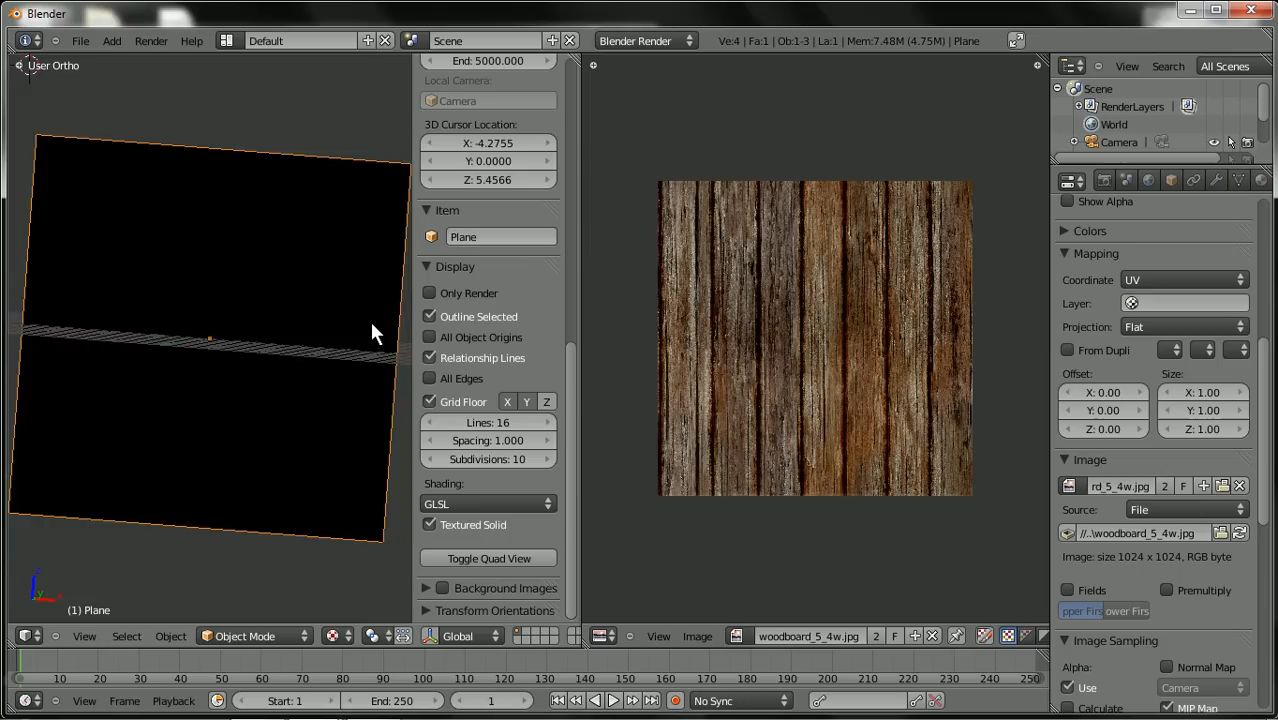 Blender
File Add Render Help Default Scene Blender Render Ve:4 | Fa:1 | Ob:1-3 | La:1 | Mem:7.48M (4.75M) | Plane
User Ortho
End: 5000.000
Local Camera:
Camera
3D Cursor Location:
X: -4.2755
Y: 0.0000
Z: 5.4566
Item
Plane
Display
Only Render
Outline Selected
All Object Origins
Relationship Lines
All Edges
Grid Floor X Y Z
Lines: 16
Spacing: 1.000
Subdivisions: 10
Shading:
GLSL
Textured Solid
Toggle Quad View
Background Images
Transform Orientations
z
y x
(1) Plane
View Select Object Object Mode Global
View Image woodboard_5_4w.jpg 2 F
View Search All Scenes
Scene
RenderLayers
World
Camera
Show Alpha
Colors
Mapping
Coordinate UV
Layer:
Projection: Flat
From Dupli
Offset: Size:
X: 0.00 X: 1.00
Y: 0.00 Y: 1.00
Z: 0.00 Z: 1.00
Image
rd_5_4w.jpg 2 F
Source: File
//..\woodboard_5_4w.jpg
Image: size 1024 x 1024, RGB byte
Fields Premultiply
pper Firs ower Firs
Image Sampling
Alpha: Normal Map
Use Camera
Calculate MIP Map
10 20 30 40 50 60 70 80 90 100 110 120 130 140 150 160 170 180 190 200 210 220 230 240 250
View Frame Playback Start: 1 End: 250 1 No Sync